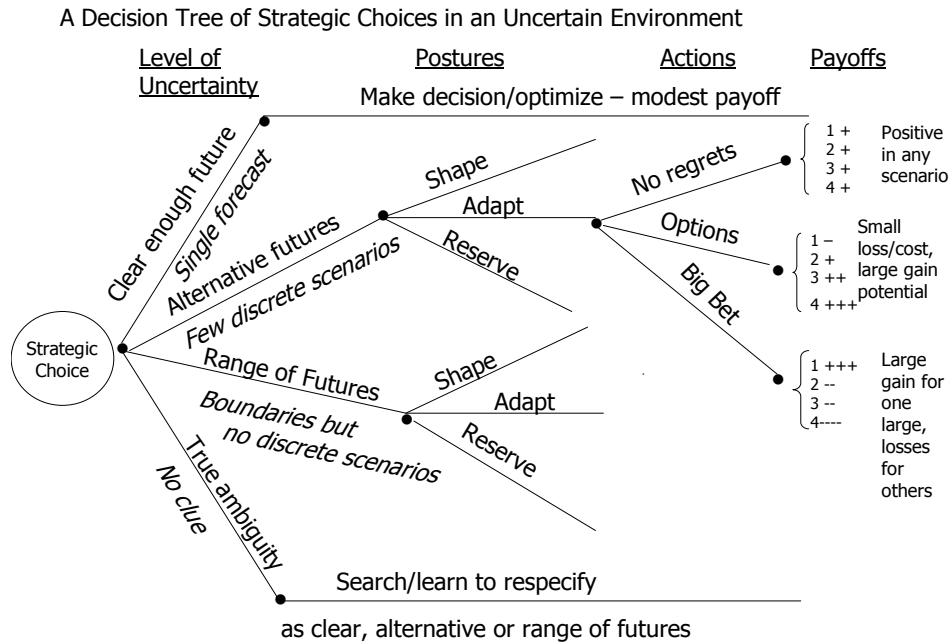 A Decision Tree of Strategic Choices in an Uncertain Environment
Level of
Uncertainty
Postures
Actions
Payoffs
Make decision/optimize – modest payoff
Clear enough future
Single forecast
Alternative futures
Few discrete scenarios
Shape
Adapt
Reserve
No regrets
Options
Big Bet
1 +
2 +
3 +
4 +
Positive
in any
scenario
1 –
2 +
3 ++
4 +++
Small
loss/cost,
large gain
potential
1 +++
2 --
3 --
4----
Large
gain for
one
large,
losses
for
others
Strategic
Choice
Range of Futures
Boundaries but
no discrete scenarios
Shape
Adapt
Reserve
True ambiguity
No clue
Search/learn to respecify
as clear, alternative or range of futures